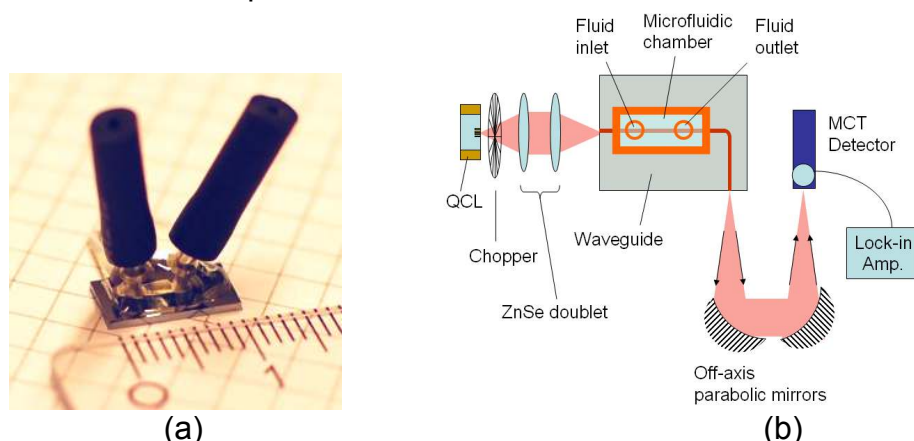 Fluid
inlet
Microfluidic
chamber
Fluid
outlet
MCT
Detector
QCL
Chopper
Waveguide
ZnSe doublet
Lock-in
Amp.
Off-axis
parabolic mirrors
0
1
(a)
(b)